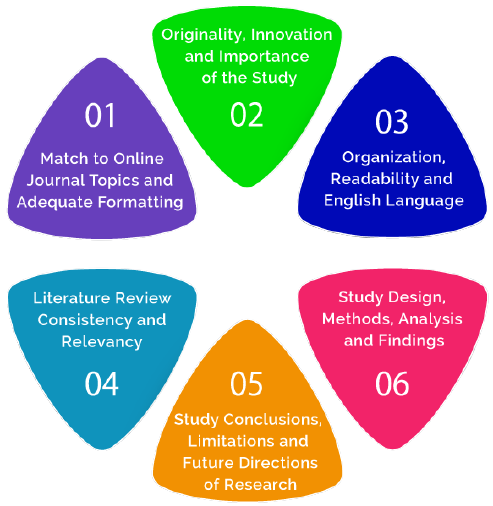 01
Match to Online
Journal Topics and
Adequate Formatting
Originality, Innovation
and Importance
of the Study
02
03
Organization,
Readability and
English Language
Literature Review
Consistency and
Relevancy
04
05
Study Conclusions,
Limitations and
Future Directions
of Research
Study Design,
Methods, Analysis
and Findings
06